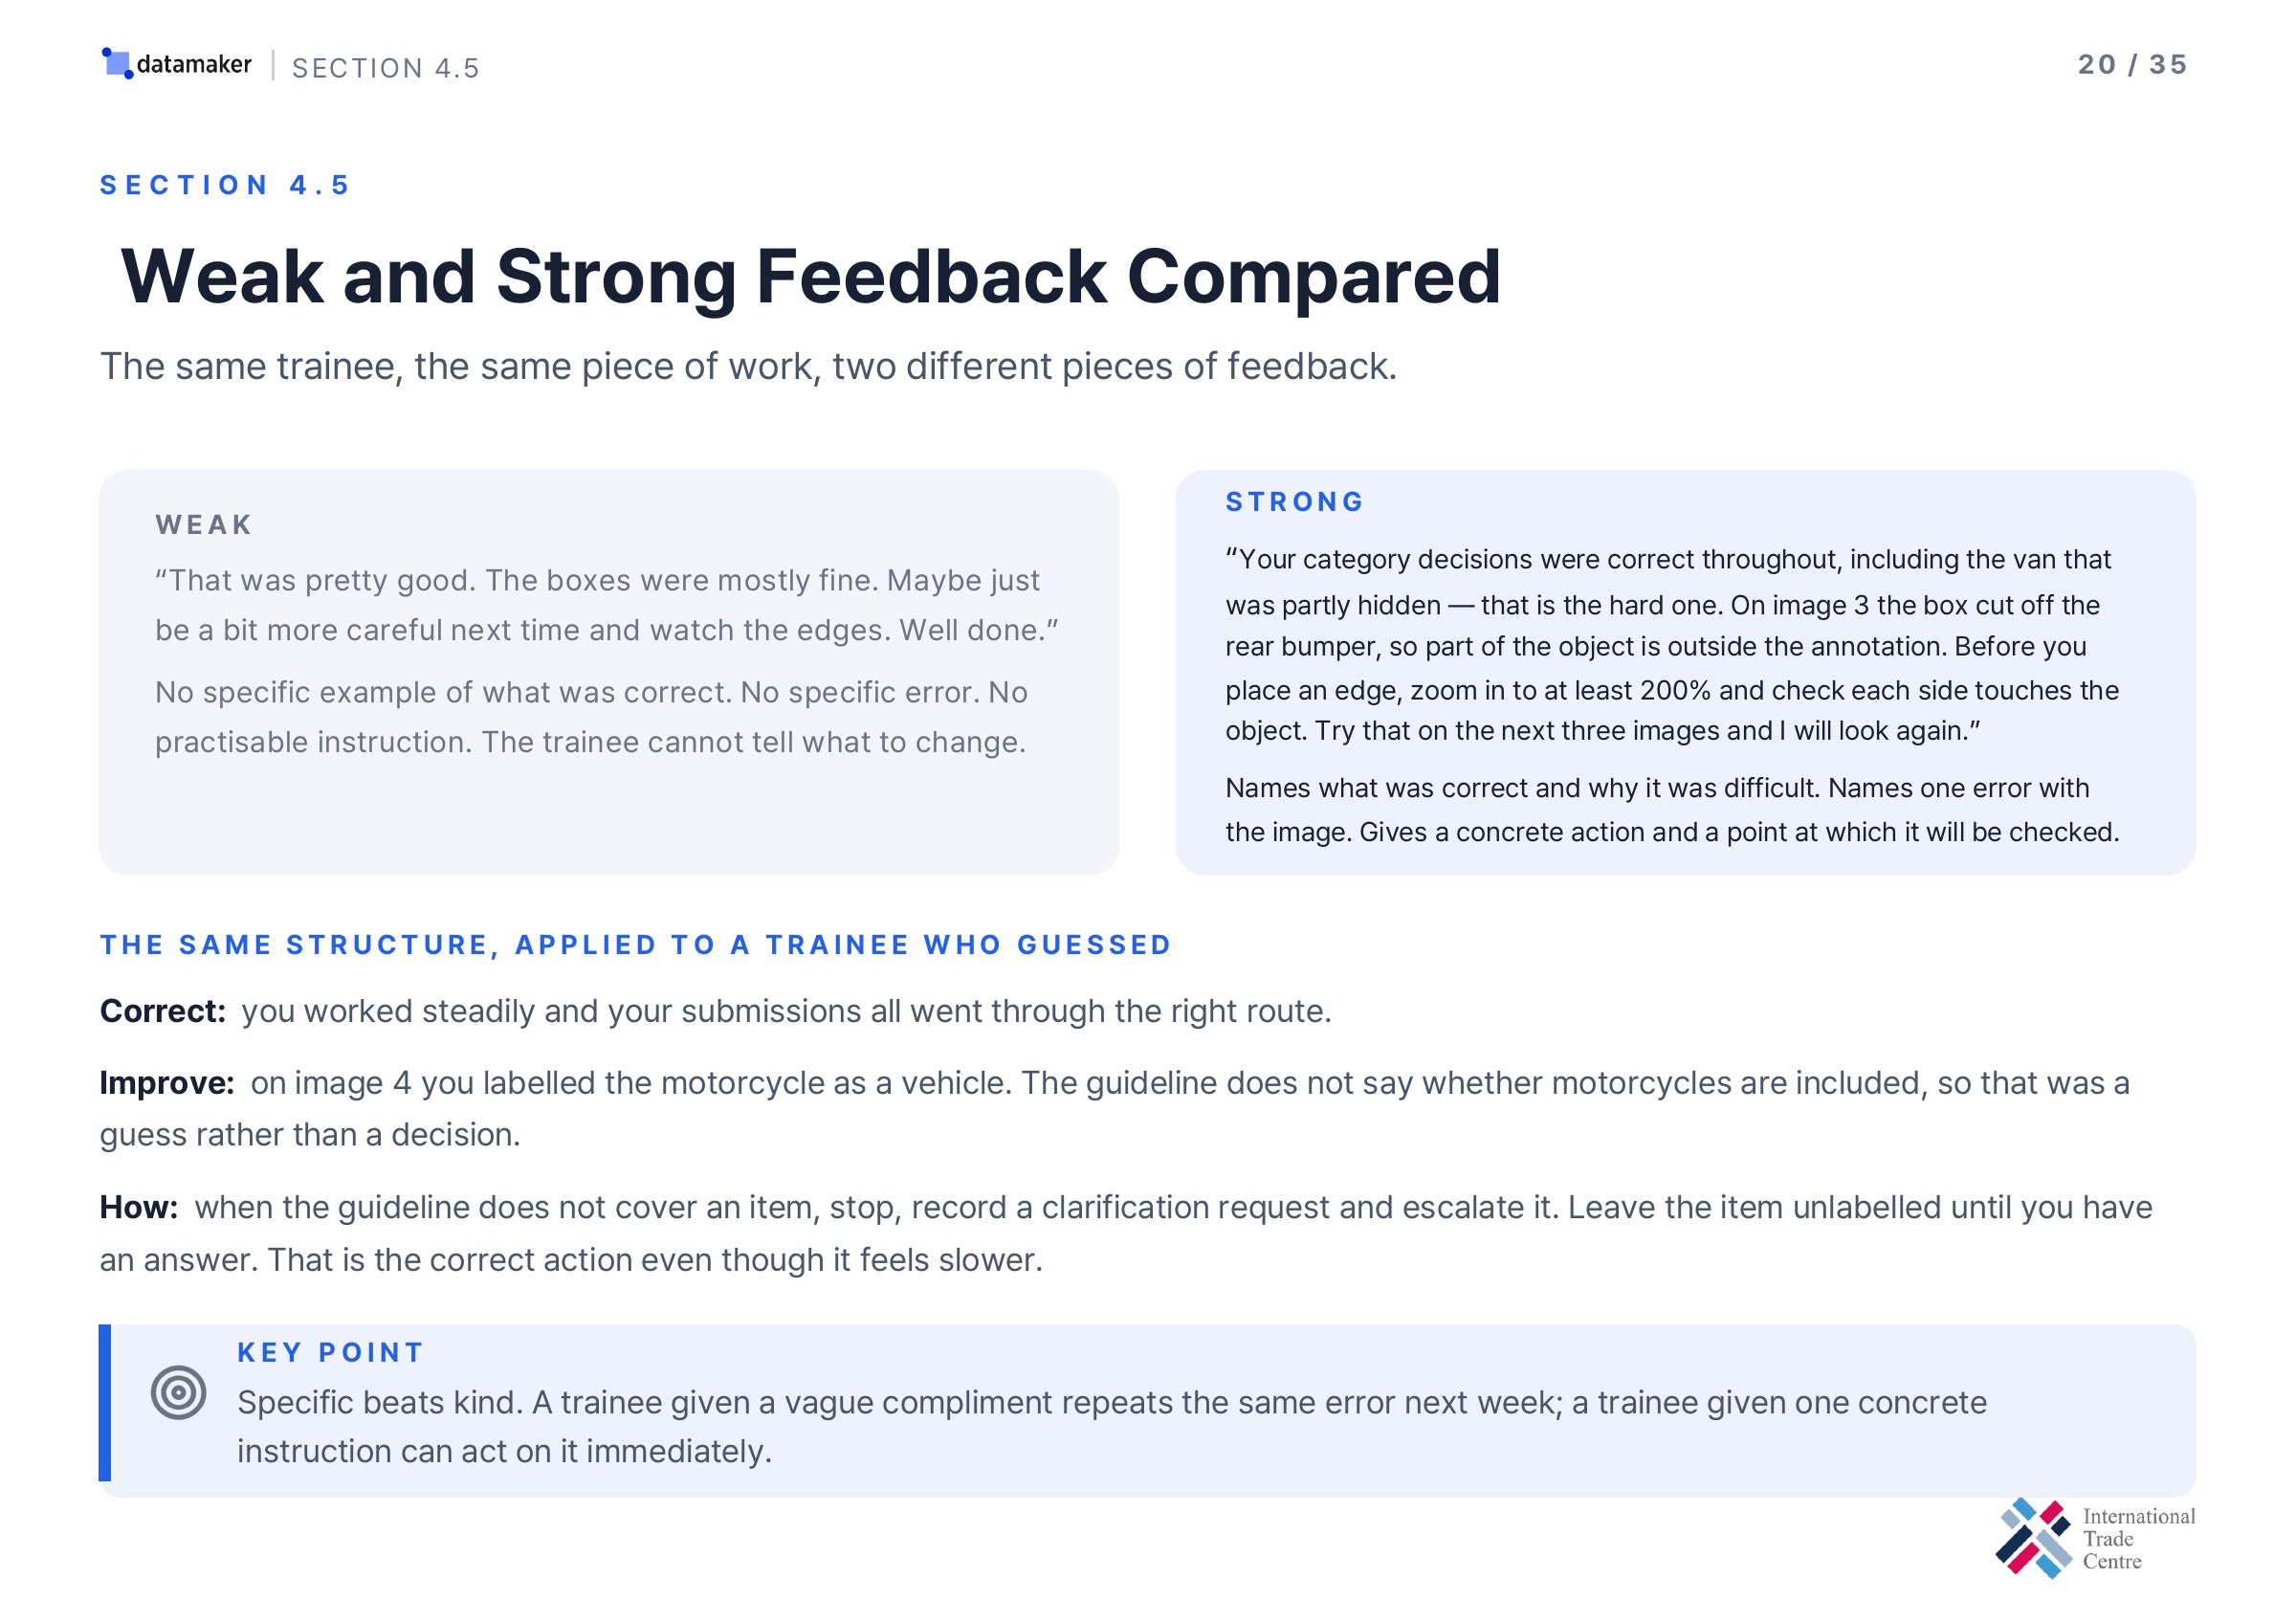 datamaker
SECTION 4.5
20 / 35
SECTION 4.5
Weak and Strong Feedback Compared
The same trainee, the same piece of work, two different pieces of feedback.
WEAK
“That was pretty good. The boxes were mostly fine. Maybe just
be a bit more careful next time and watch the edges. Well done.”
No specific example of what was correct. No specific error. No
practisable instruction. The trainee cannot tell what to change.
STRONG
“Your category decisions were correct throughout, including the van that
was partly hidden — that is the hard one. On image 3 the box cut off the
rear bumper, so part of the object is outside the annotation. Before you
place an edge, zoom in to at least 200% and check each side touches the
object. Try that on the next three images and I will look again.”
Names what was correct and why it was difficult. Names one error with
the image. Gives a concrete action and a point at which it will be checked.
THE SAME STRUCTURE, APPLIED TO A TRAINEE WHO GUESSED
Correct: you worked steadily and your submissions all went through the right route.
Improve: on image 4 you labelled the motorcycle as a vehicle. The guideline does not say whether motorcycles are included, so that was a
guess rather than a decision.
How: when the guideline does not cover an item, stop, record a clarification request and escalate it. Leave the item unlabelled until you have
an answer. That is the correct action even though it feels slower.
KEY POINT
Specific beats kind. A trainee given a vague compliment repeats the same error next week; a trainee given one concrete
instruction can act on it immediately.
International
Trade
Centre